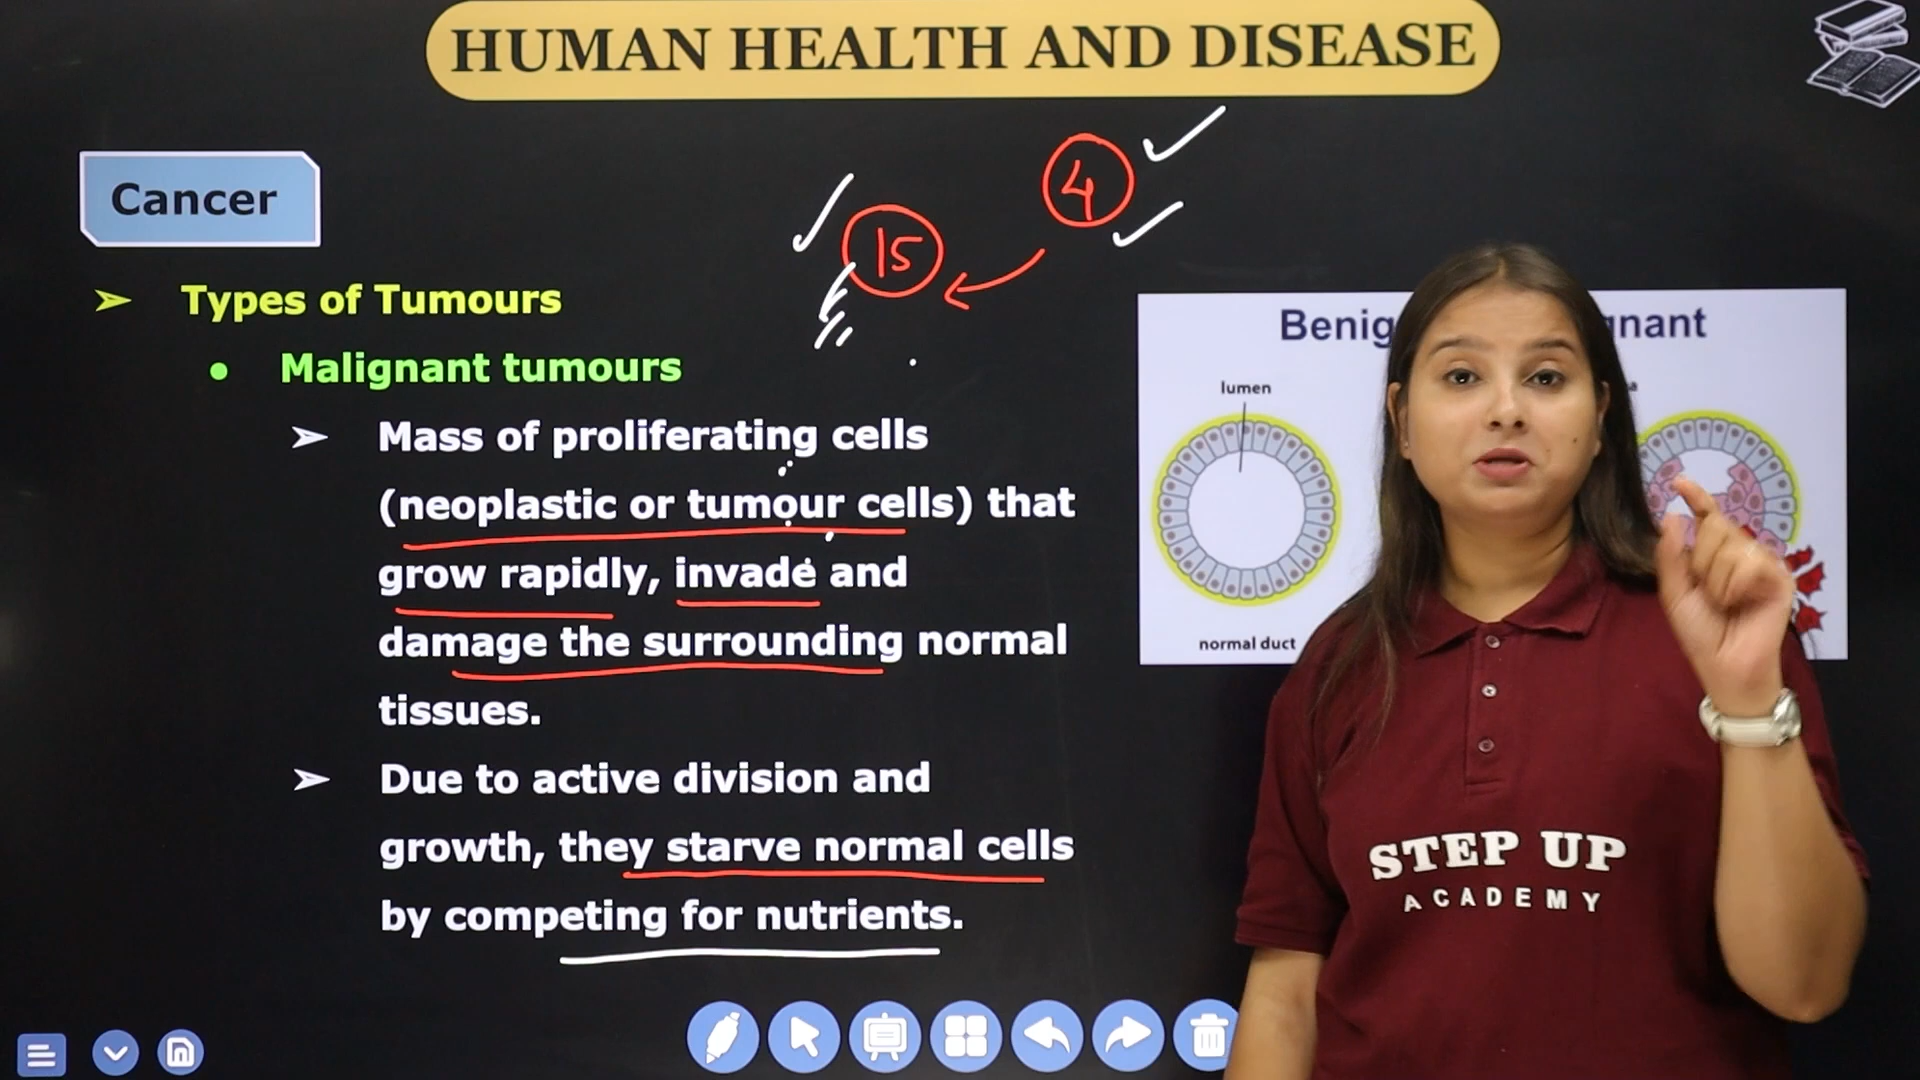 HUMAN HEALTH AND DISEASE
4
Cancer
15
Types of Tumours
Malignant tumours
Mass of proliferating cells
(neoplastic or tumour cells) that
grow rapidly, invade and
damage the surrounding normal
tissues.
Due to active division and
growth, they starve normal cells
by competing for nutrients.
lumen
normal duct
STEP UP
ACADEMY